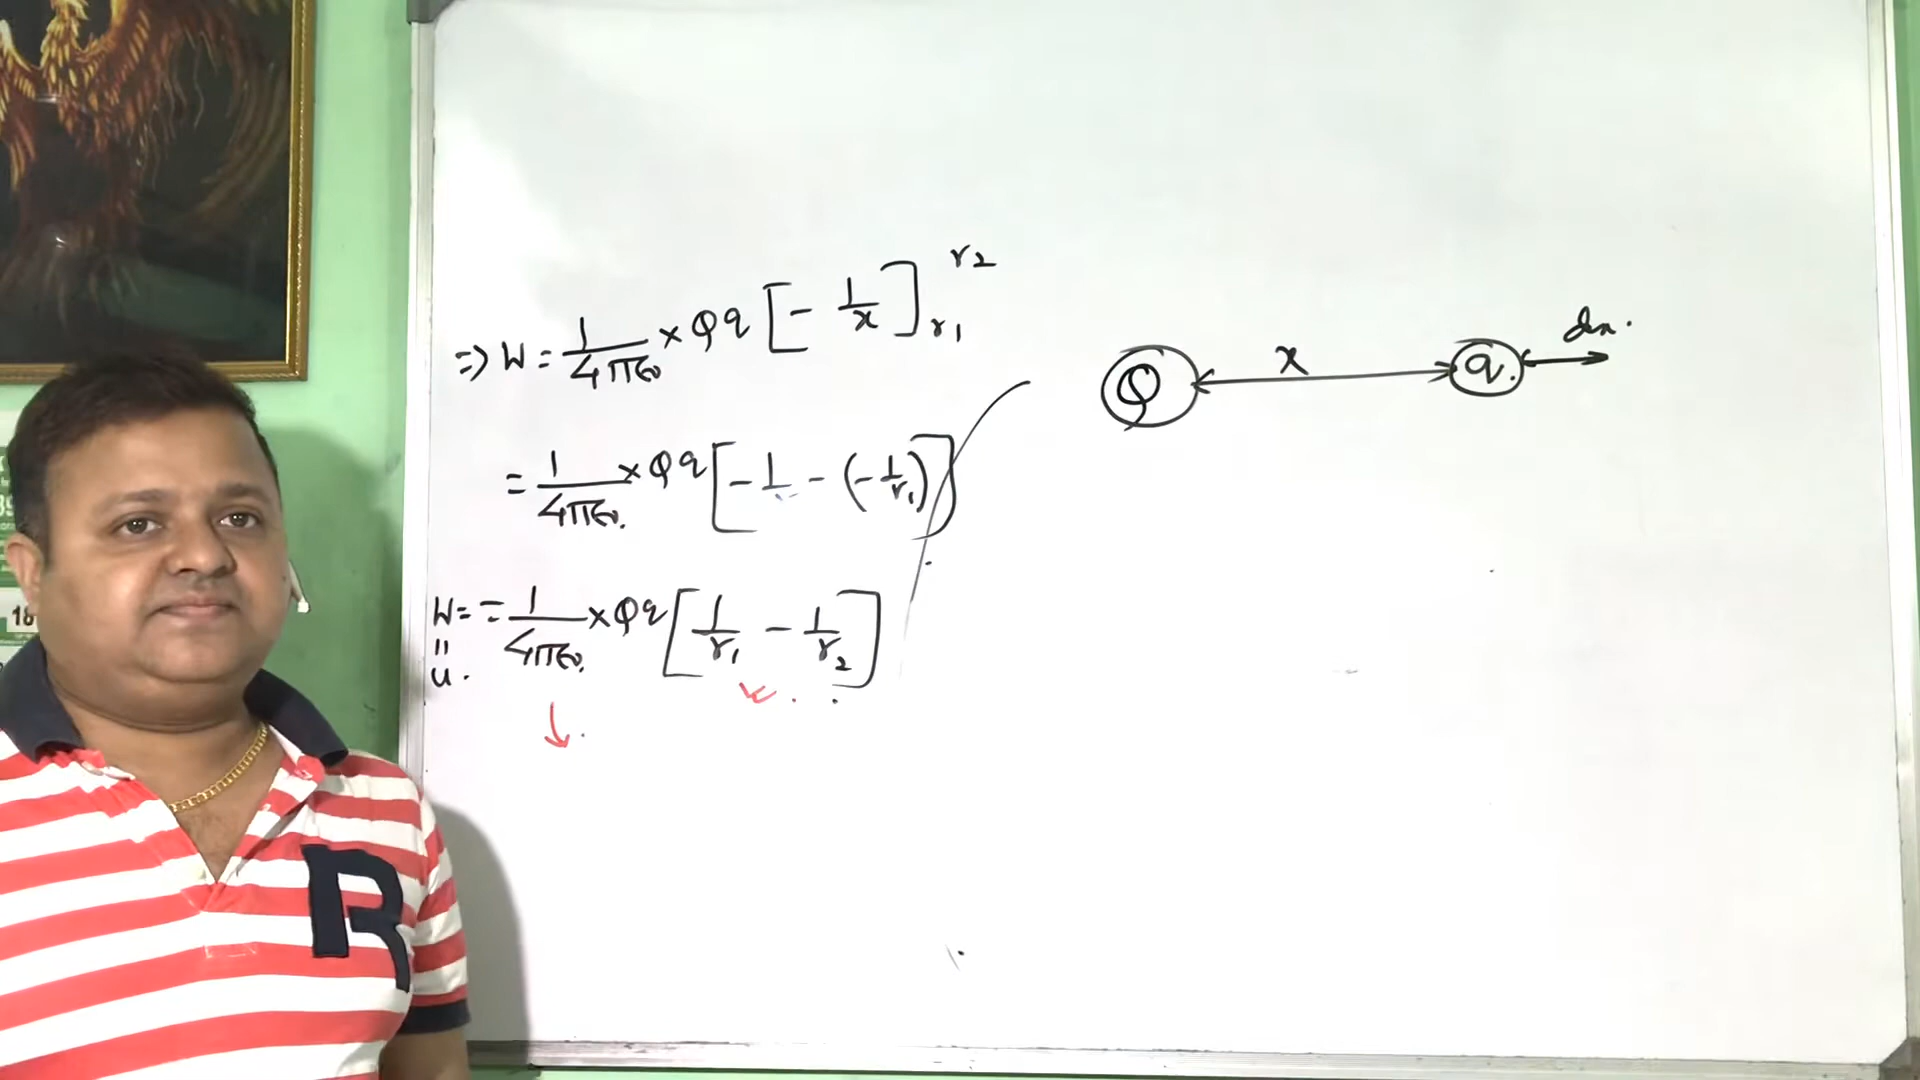 => W = 1/4πε₀ × Qq [ - 1/x ] r₁ r₂
= 1/4πε₀. × Qq [ - 1/ - ( - 1/r₁ ) ]
W = = 1/4πε₀. × Qq [ 1/r₁ - 1/r₂ ]
"
u.
Q x q. dx.
18
R